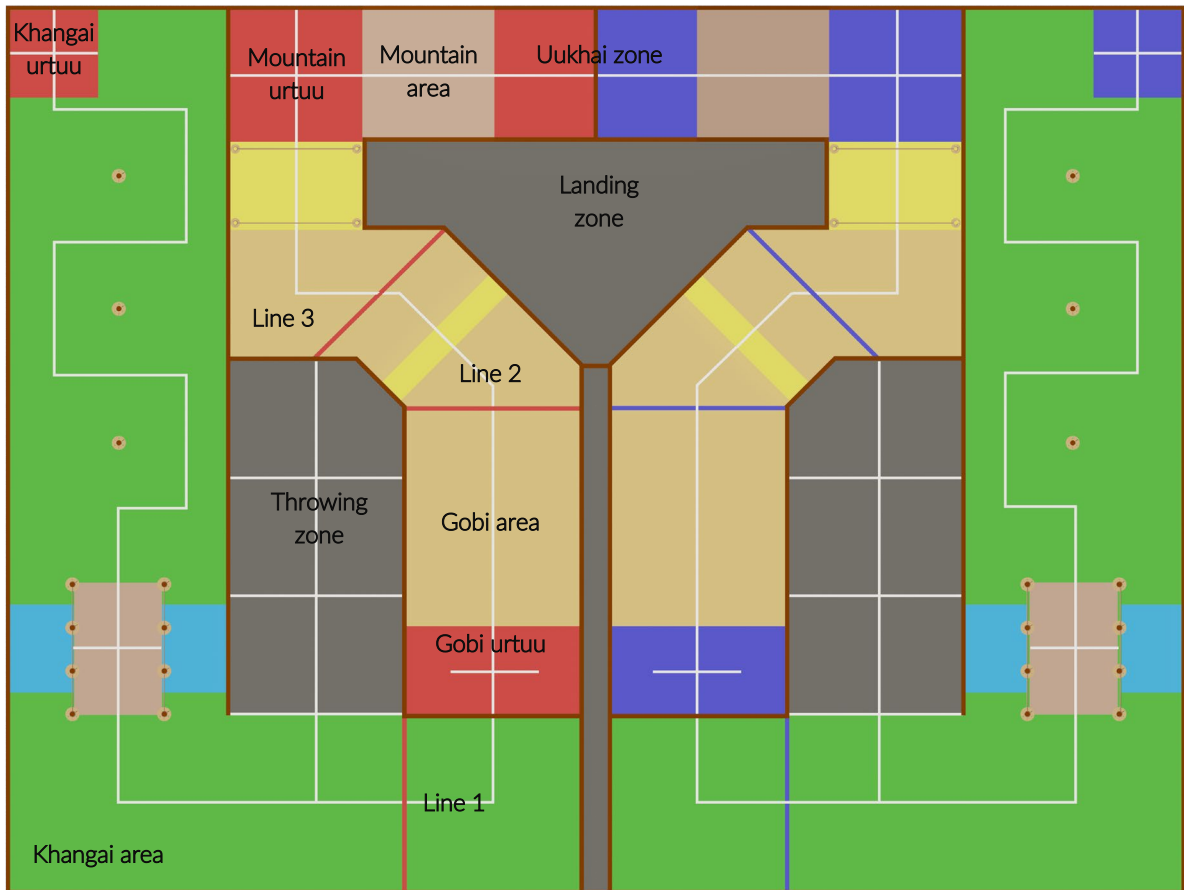 Khangai
urtuu
Mountain
urtuu
Mountain
area
Uukhai zone
Landing
zone
Line 3
Line 2
Throwing
zone
Gobi area
Gobi urtuu
Line 1
Khangai area